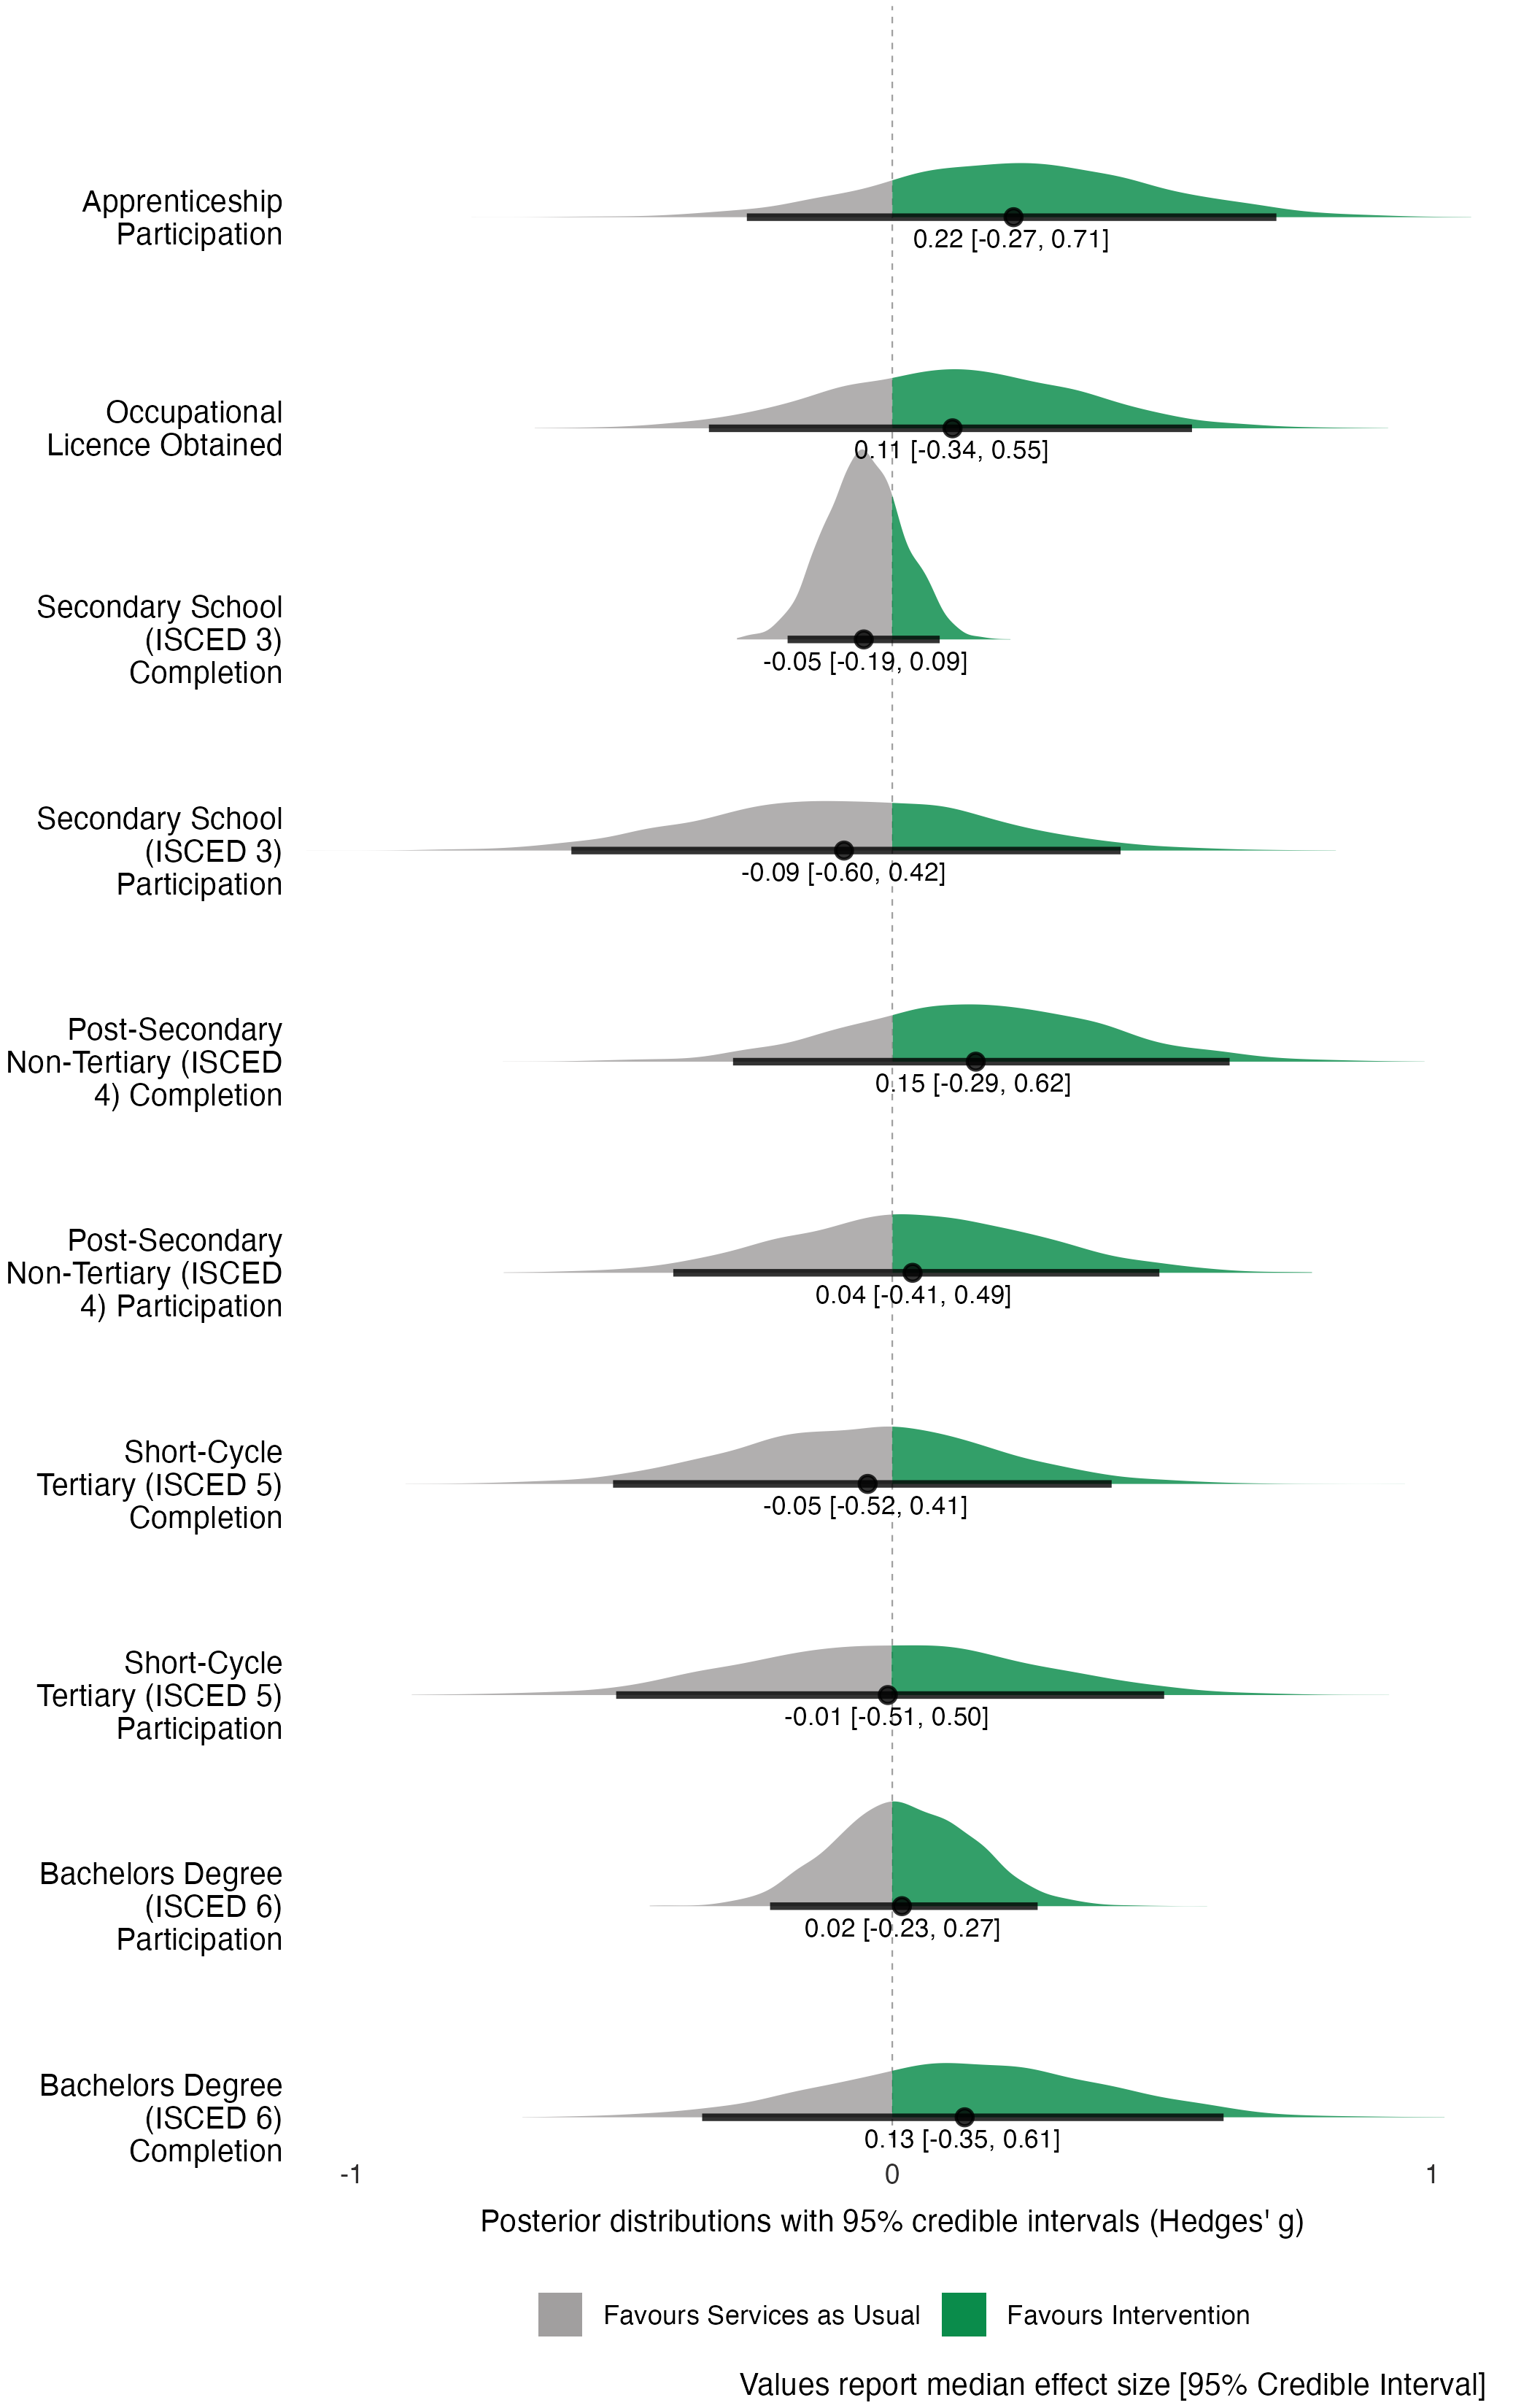 Apprenticeship
Participation
0.22 [-0.27, 0.71]
Occupational
Licence Obtained
0.11 [-0.34, 0.55]
Secondary School
(ISCED 3)
Completion
-0.05 [-0.19, 0.09]
Secondary School
(ISCED 3)
Participation
-0.09 [-0.60, 0.42]
Post-Secondary
Non-Tertiary (ISCED
4) Completion
0.15 [-0.29, 0.62]
Post-Secondary
Non-Tertiary (ISCED
4) Participation
0.04 [-0.41, 0.49]
Short-Cycle
Tertiary (ISCED 5)
Completion
-0.05 [-0.52, 0.41]
Short-Cycle
Tertiary (ISCED 5)
Participation
-0.01 [-0.51, 0.50]
Bachelors Degree
(ISCED 6)
Participation
0.02 [-0.23, 0.27]
Bachelors Degree
(ISCED 6)
Completion
0.13 [-0.35, 0.61]
-1 0 1
Posterior distributions with 95% credible intervals (Hedges' g)
Favours Services as Usual Favours Intervention
Values report median effect size [95% Credible Interval]